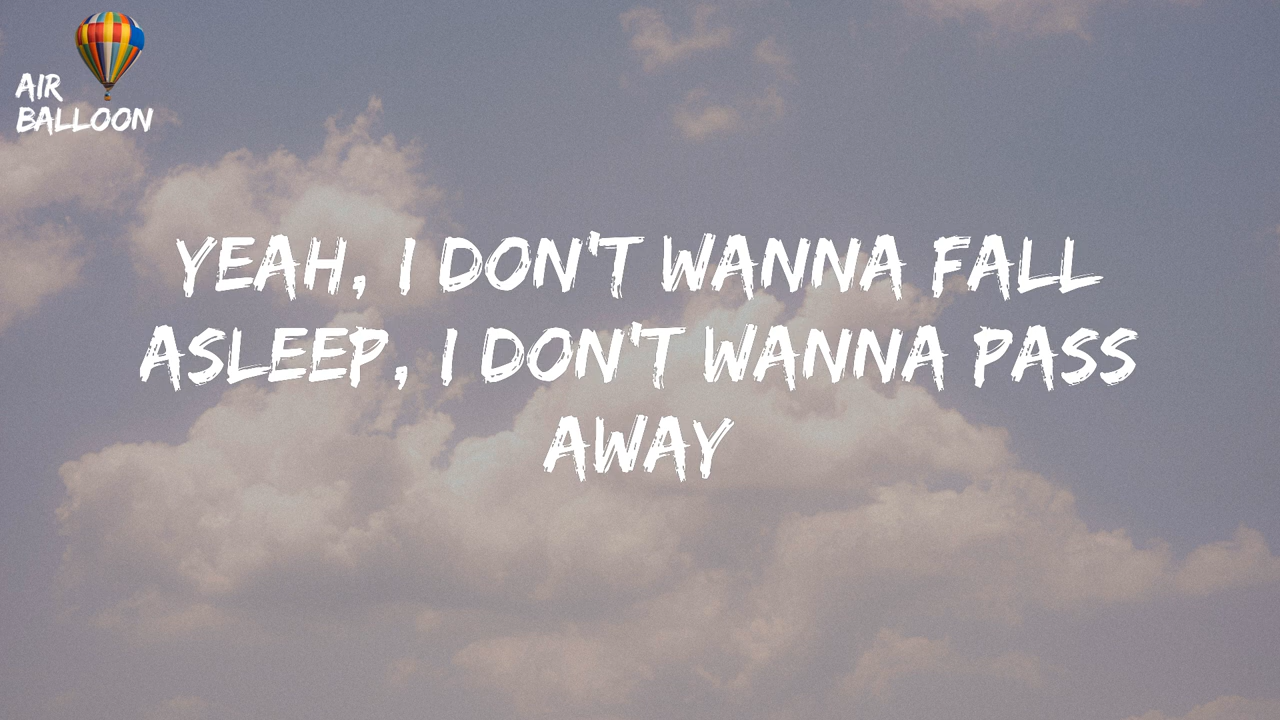 AIR
BALLOON
YEAH, I DON'T WANNA FALL
ASLEEP, I DON'T WANNA PASS
AWAY